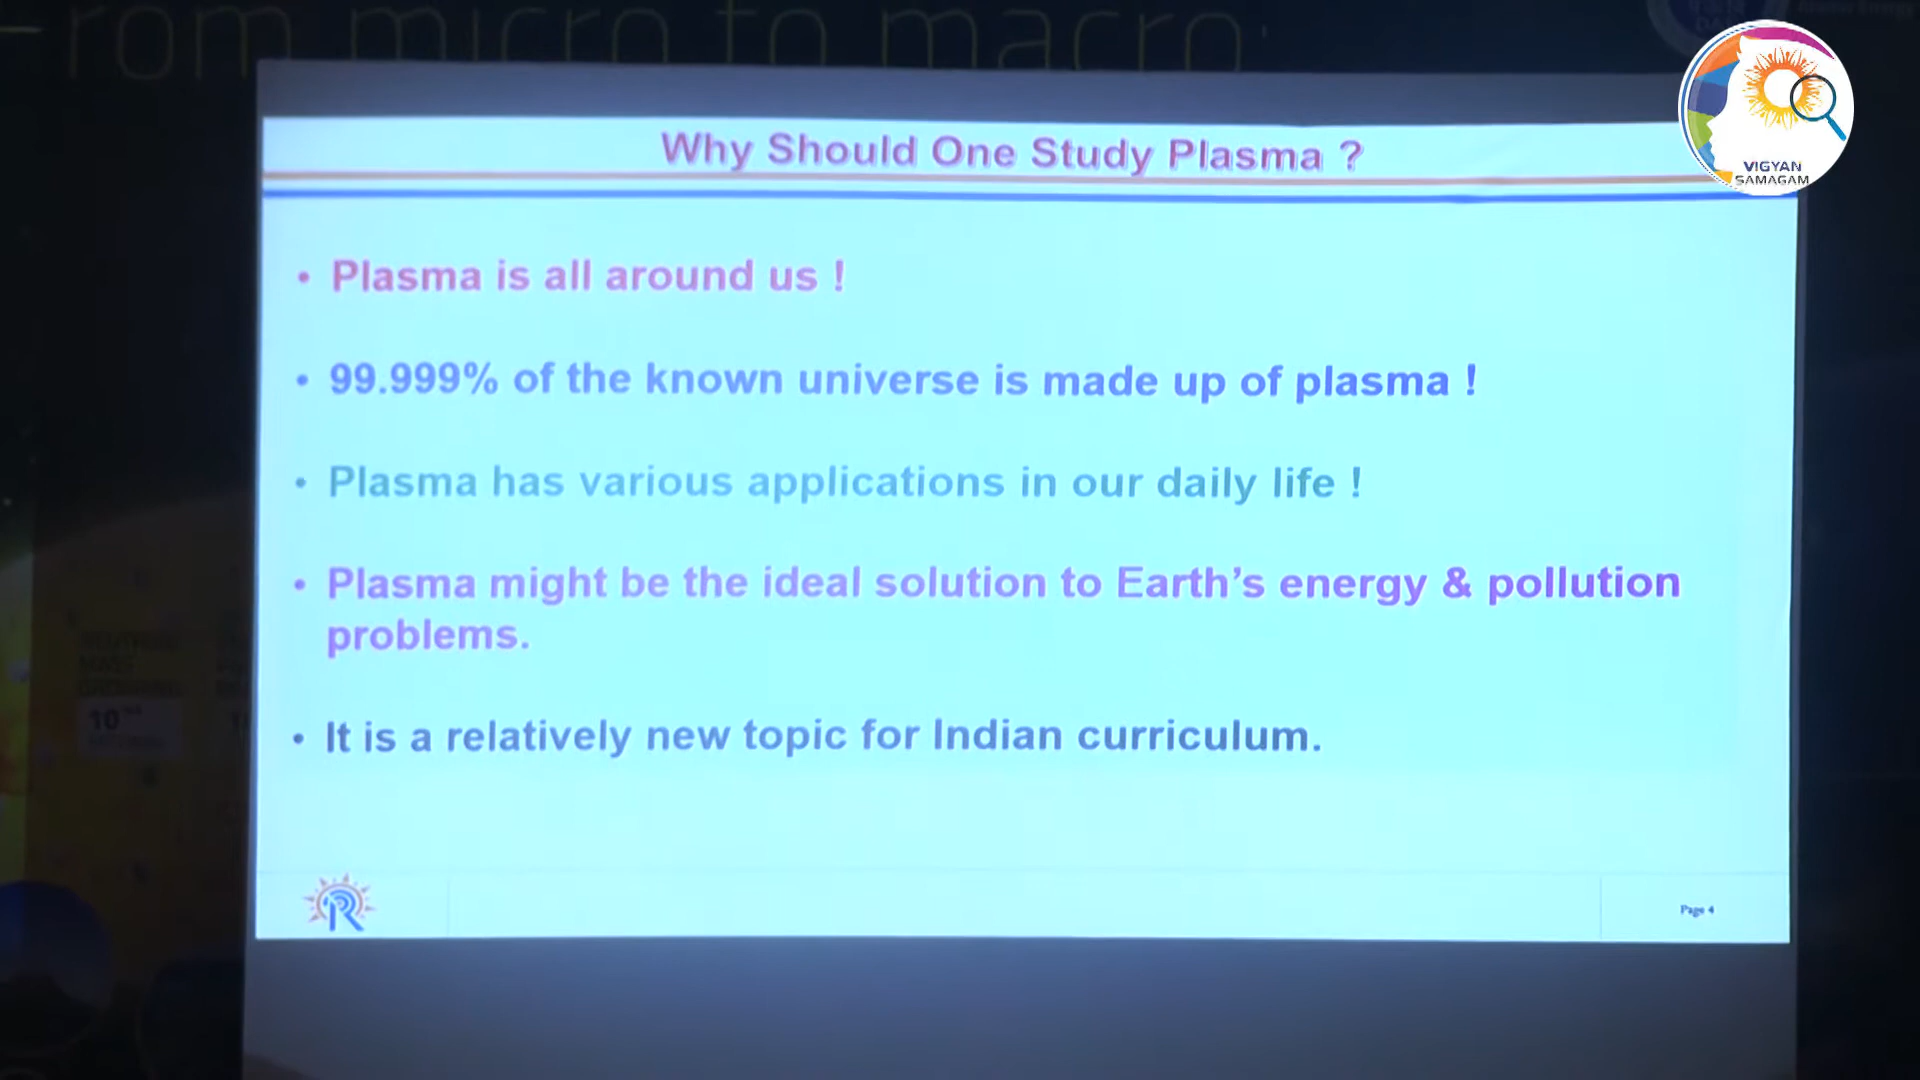 rom micro to macro
VIGYAN
SAMAGAM
Why Should One Study Plasma ?
• Plasma is all around us !
• 99.999% of the known universe is made up of plasma !
• Plasma has various applications in our daily life !
• Plasma might be the ideal solution to Earth's energy & pollution
problems.
• It is a relatively new topic for Indian curriculum.
10
Page 4